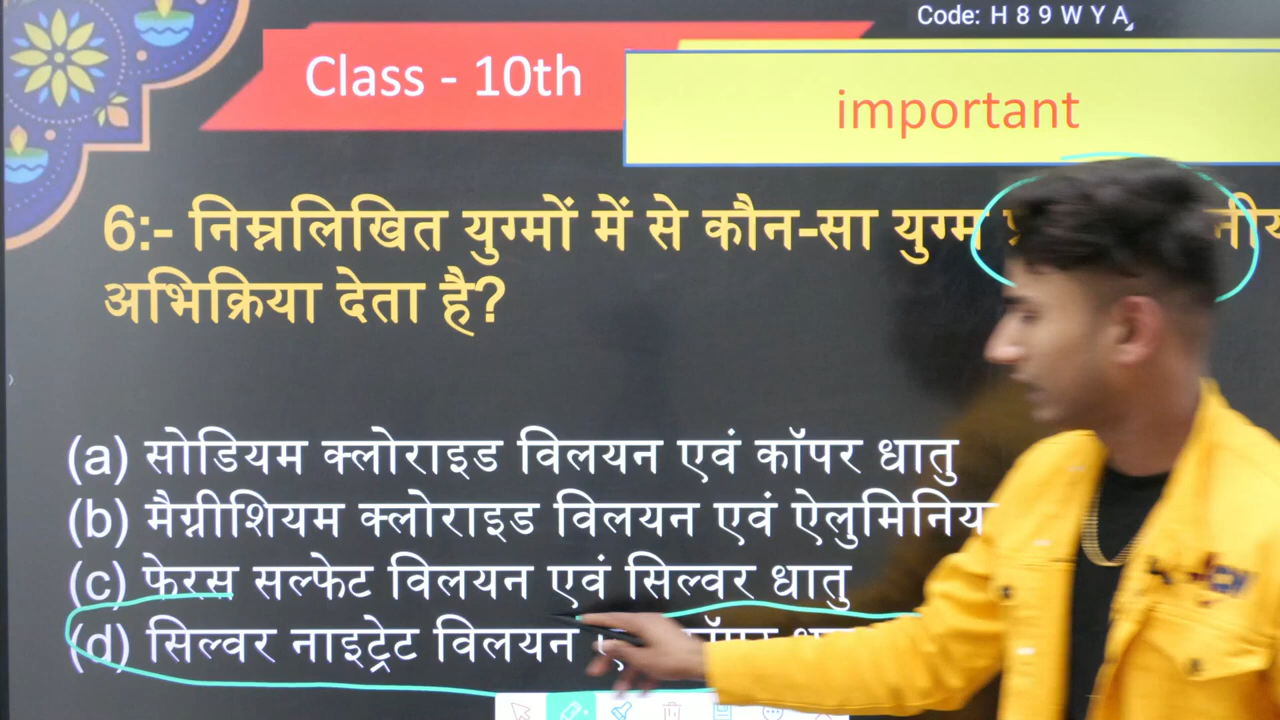 Code: H 8 9 W Y A
Class - 10th
important
6:- निम्नलिखित युग्मों में से कौन-सा युग्म
अभिक्रिया देता है?
(a) सोडियम क्लोराइड विलयन एवं कॉपर धातु
(b) मैग्नीशियम क्लोराइड विलयन एवं
(c) फेरस सल्फेट विलयन एवं सिल्वर धातु
(d) सिल्वर नाइट्रेट विलयन कॉपर